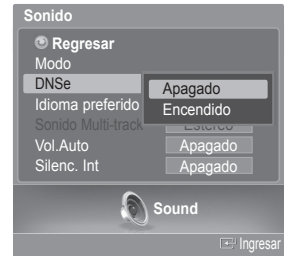 Sonido
Regresar
Modo
DNSe
Apagado
Encendido
Idioma preferido
Sonido Multi-track Estéreo
Vol.Auto Apagado
Silenc. Int Apagado
Sound
Ingresar